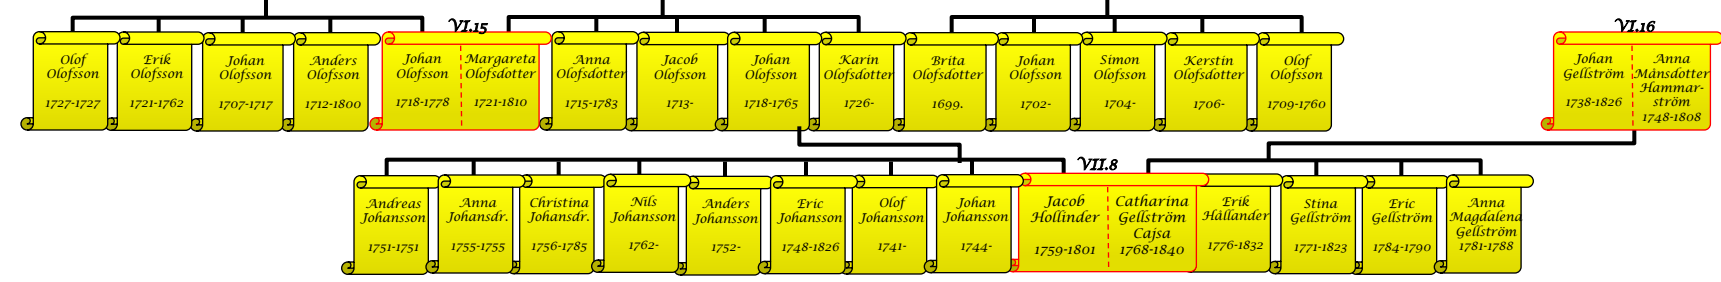 VI.15
VI.16
Olof
Olofsson
1727-1727
Erik
Olofsson
1721-1762
Johan
Olofsson
1707-1717
Anders
Olofsson
1712-1800
Johan
Olofsson
1718-1778
Margareta
Olofsdotter
1721-1810
Anna
Olofsdotter
1715-1783
Jacob
Olofsson
1713-
Johan
Olofsson
1718-1765
Karin
Olofsdotter
1726-
Brita
Olofsdotter
1699.
Johan
Olofsson
1702-
Simon
Olofsson
1704-
Kerstin
Olofsdotter
1706-
Olof
Olofsson
1709-1760
Johan
Gellström
1738-1826
Anna
Månsdotter
Hammar-
ström
1748-1808
VII.8
Andreas
Johansson
1751-1751
Anna
Johansdr.
1755-1755
Christina
Johansdr.
1756-1785
Nils
Johansson
1762-
Anders
Johansson
1752-
Eric
Johansson
1748-1826
Olof
Johansson
1741-
Johan
Johansson
1744-
Jacob
Hollinder
1759-1801
Catharina
Gellström
Cajsa
1768-1840
Erik
Hållander
1776-1832
Stina
Gellström
1771-1823
Eric
Gellström
1784-1790
Anna
Magdalena
Gellström
1781-1788